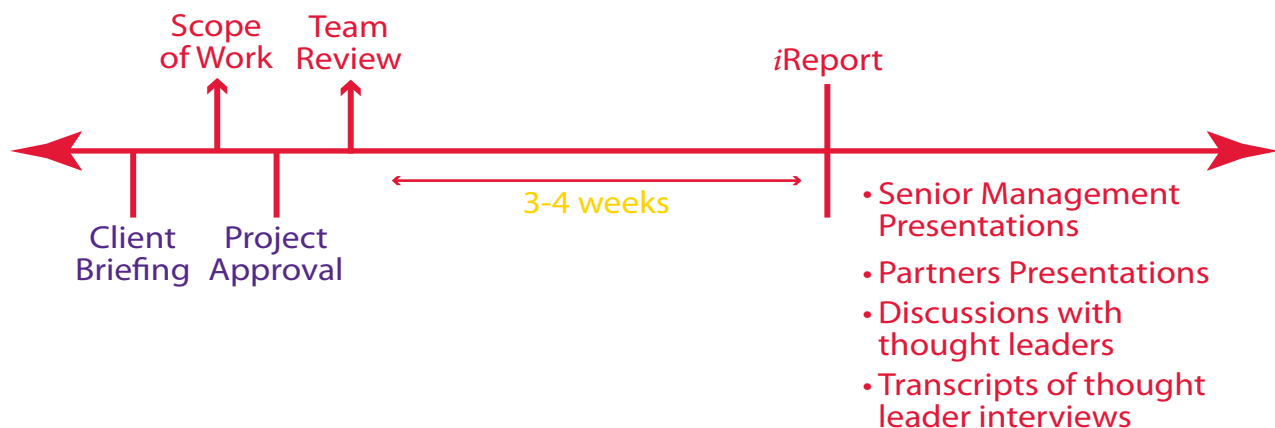 Scope
of Work
Team
Review
iReport
3-4 weeks
Client
Briefing
Project
Approval
• Senior Management
Presentations
• Partners Presentations
• Discussions with
thought leaders
• Transcripts of thought
leader interviews